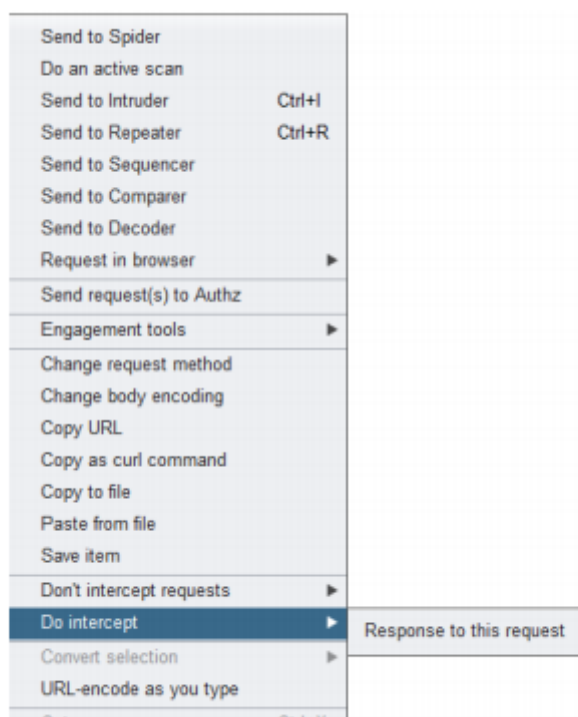 Send to Spider
Do an active scan
Send to Intruder Ctrl+I
Send to Repeater Ctrl+R
Send to Sequencer
Send to Comparer
Send to Decoder
Request in browser
Send request(s) to Authz
Engagement tools
Change request method
Change body encoding
Copy URL
Copy as curl command
Copy to file
Paste from file
Save item
Don't intercept requests
Do intercept
Response to this request
Convert selection
URL-encode as you type